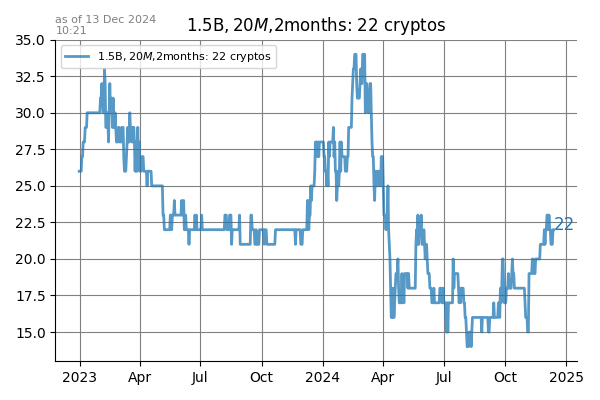 as of 13 Dec 2024
10:21
1.5B, 20M,2months: 22 cryptos
1.5B, 20M,2months: 22 cryptos
35.0
32.5
30.0
27.5
25.0
22.5
20.0
17.5
15.0
22
2023
Apr
Jul
Oct
2024
Apr
Jul
Oct
2025